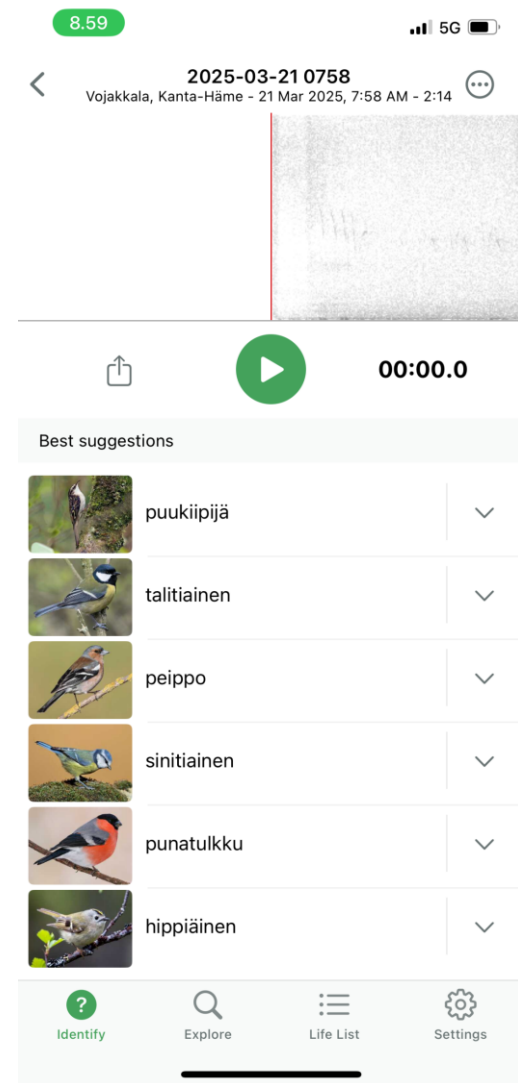 8.59
5G
2025-03-21 0758
Vojakkala, Kanta-Häme - 21 Mar 2025, 7:58 AM - 2:14
00:00.0
Best suggestions
puukiipijä
talitiainen
peippo
sinitiainen
punatulkku
hippiäinen
? 
Identify
Explore
Life List
Settings